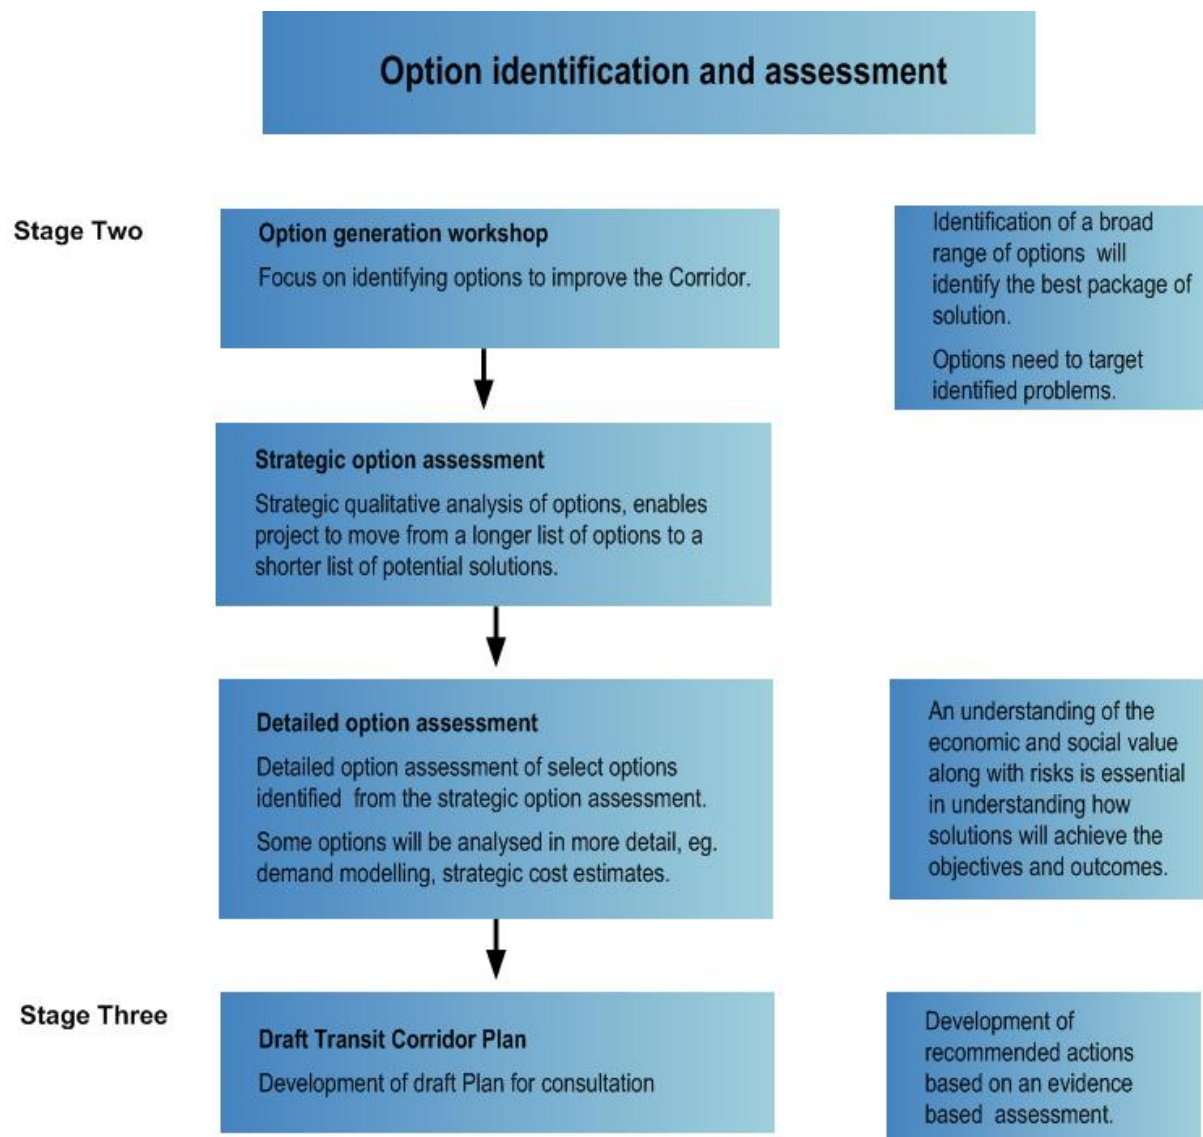 Option identification and assessment
Stage Two
Option generation workshop
Focus on identifying options to improve the Corridor.
Identification of a broad
range of options will
identify the best package of
solution.
Options need to target
identified problems.
Strategic option assessment
Strategic qualitative analysis of options, enables
project to move from a longer list of options to a
shorter list of potential solutions.
Detailed option assessment
Detailed option assessment of select options
identified from the strategic option assessment.
Some options will be analysed in more detail, eg.
demand modelling, strategic cost estimates.
An understanding of the
economic and social value
along with risks is essential
in understanding how
solutions will achieve the
objectives and outcomes.
Stage Three
Draft Transit Corridor Plan
Development of draft Plan for consultation
Development of
recommended actions
based on an evidence
based assessment.